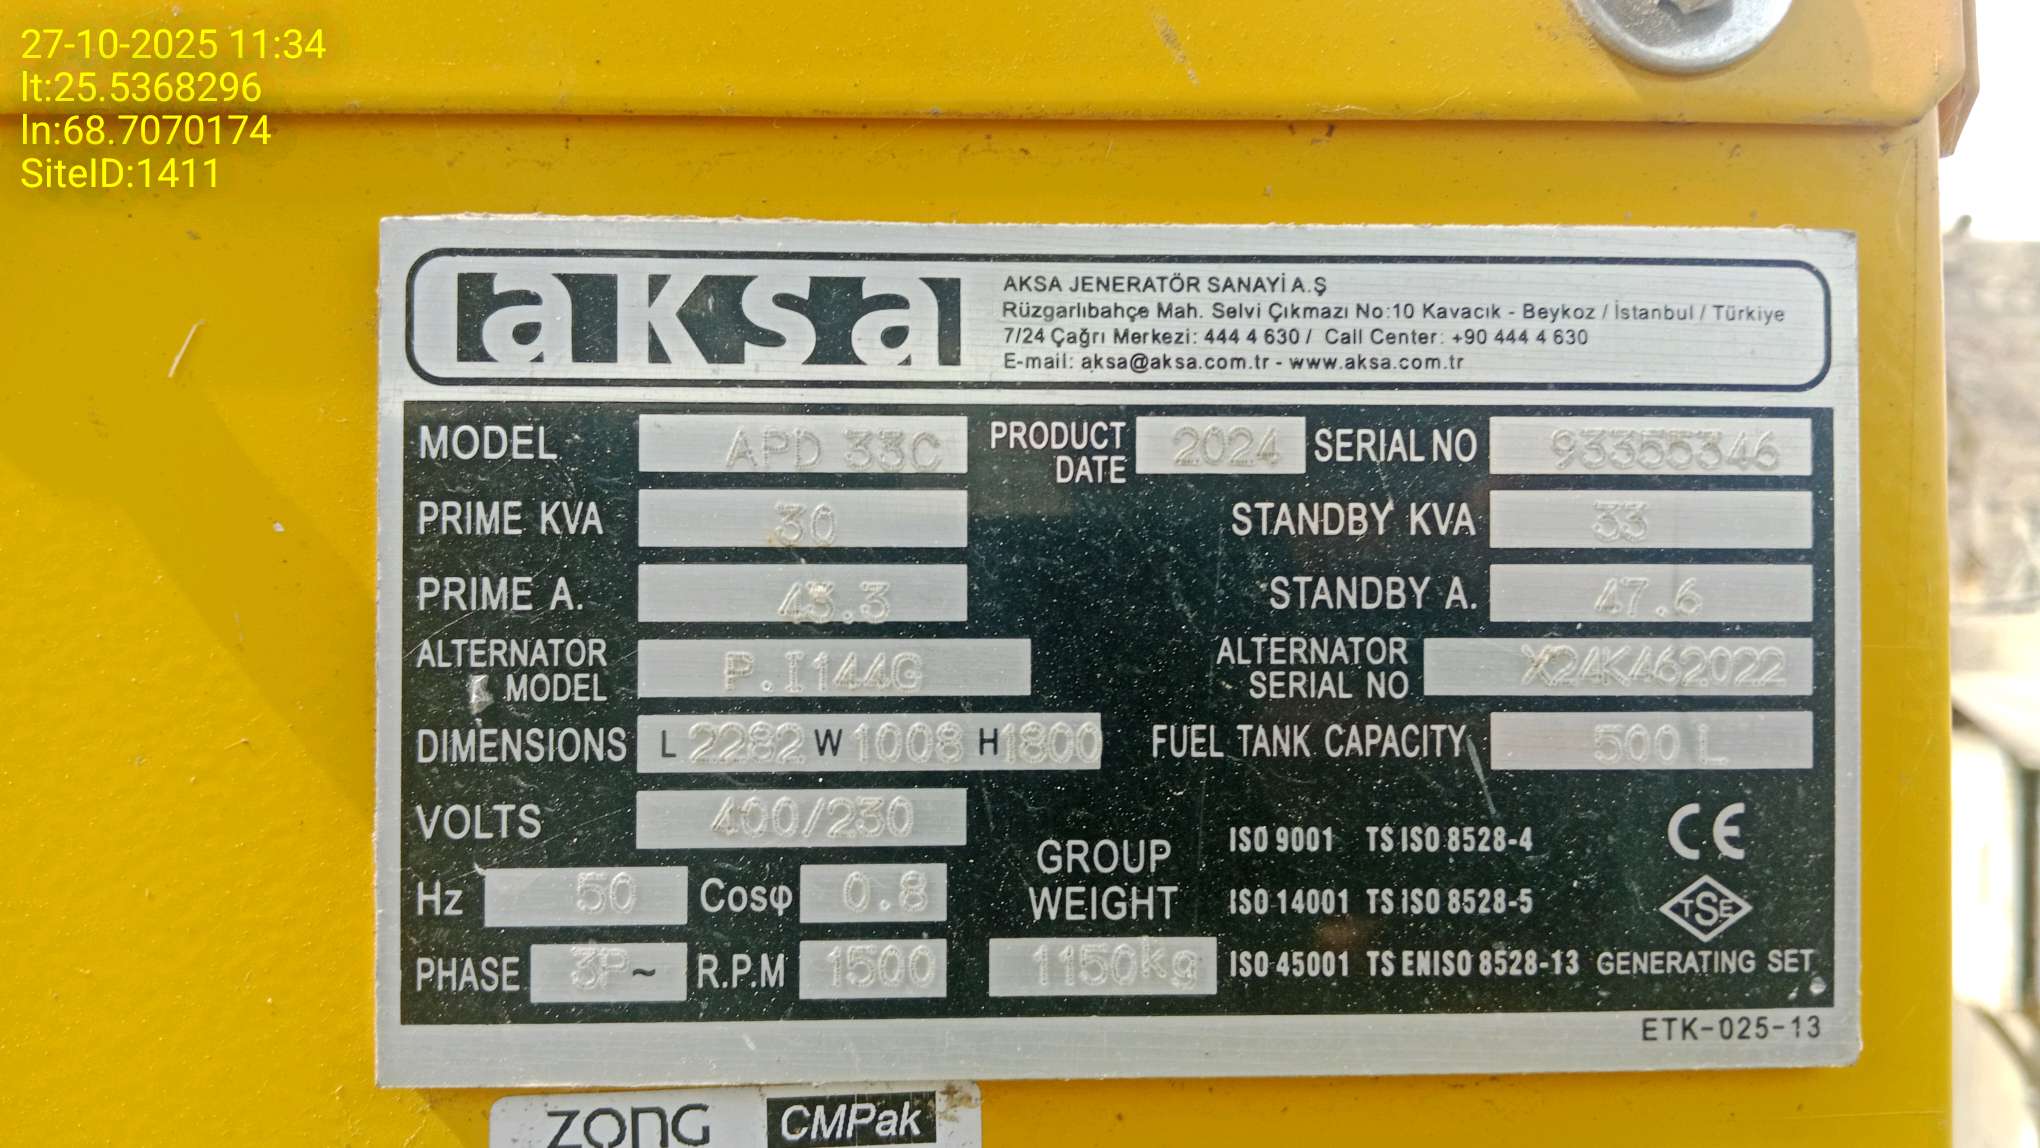 27-10-2025 11:34
lt:25.5368296
ln:68.7070174
SiteID:1411
aksa
AKSA JENERATÖR SANAYİ A.Ş
Rüzgarlıbahçe Mah. Selvi Çıkmazı No:10 Kavacık - Beykoz / İstanbul / Türkiye
7/24 Çağrı Merkezi: 444 4 630 / Call Center: +90 444 4 630
E-mail: aksa@aksa.com.tr - www.aksa.com.tr
MODEL APD 33C PRODUCT DATE 2024 SERIAL NO 93355346
PRIME KVA 30 STANDBY KVA 33
PRIME A. 43.3 STANDBY A. 47.6
ALTERNATOR MODEL P.I144G ALTERNATOR SERIAL NO X24K462022
DIMENSIONS L 2282 W 1008 H 1800 FUEL TANK CAPACITY 500 L
VOLTS 400/230
Hz 50 Cosφ 0.8
PHASE 3P~ R.P.M 1500
GROUP
WEIGHT
1150kg
ISO 9001 TS ISO 8528-4
ISO 14001 TS ISO 8528-5
ISO 45001 TS EN ISO 8528-13
CE
TSE
GENERATING SET
ETK-025-13
ZONG CMPak